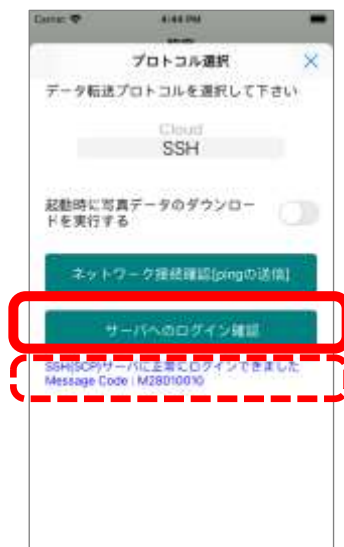 Carrier 4:44 PM
プロトコル選択
データ転送プロトコルを選択して下さい
Cloud
SSH
起動時に写真データのダウンロー
ドを実行する
ネットワーク接続確認(pingの送信)
サーバへのログイン確認
SSH(SCP)サーバに正常にログインできました
Message Code : M28010010